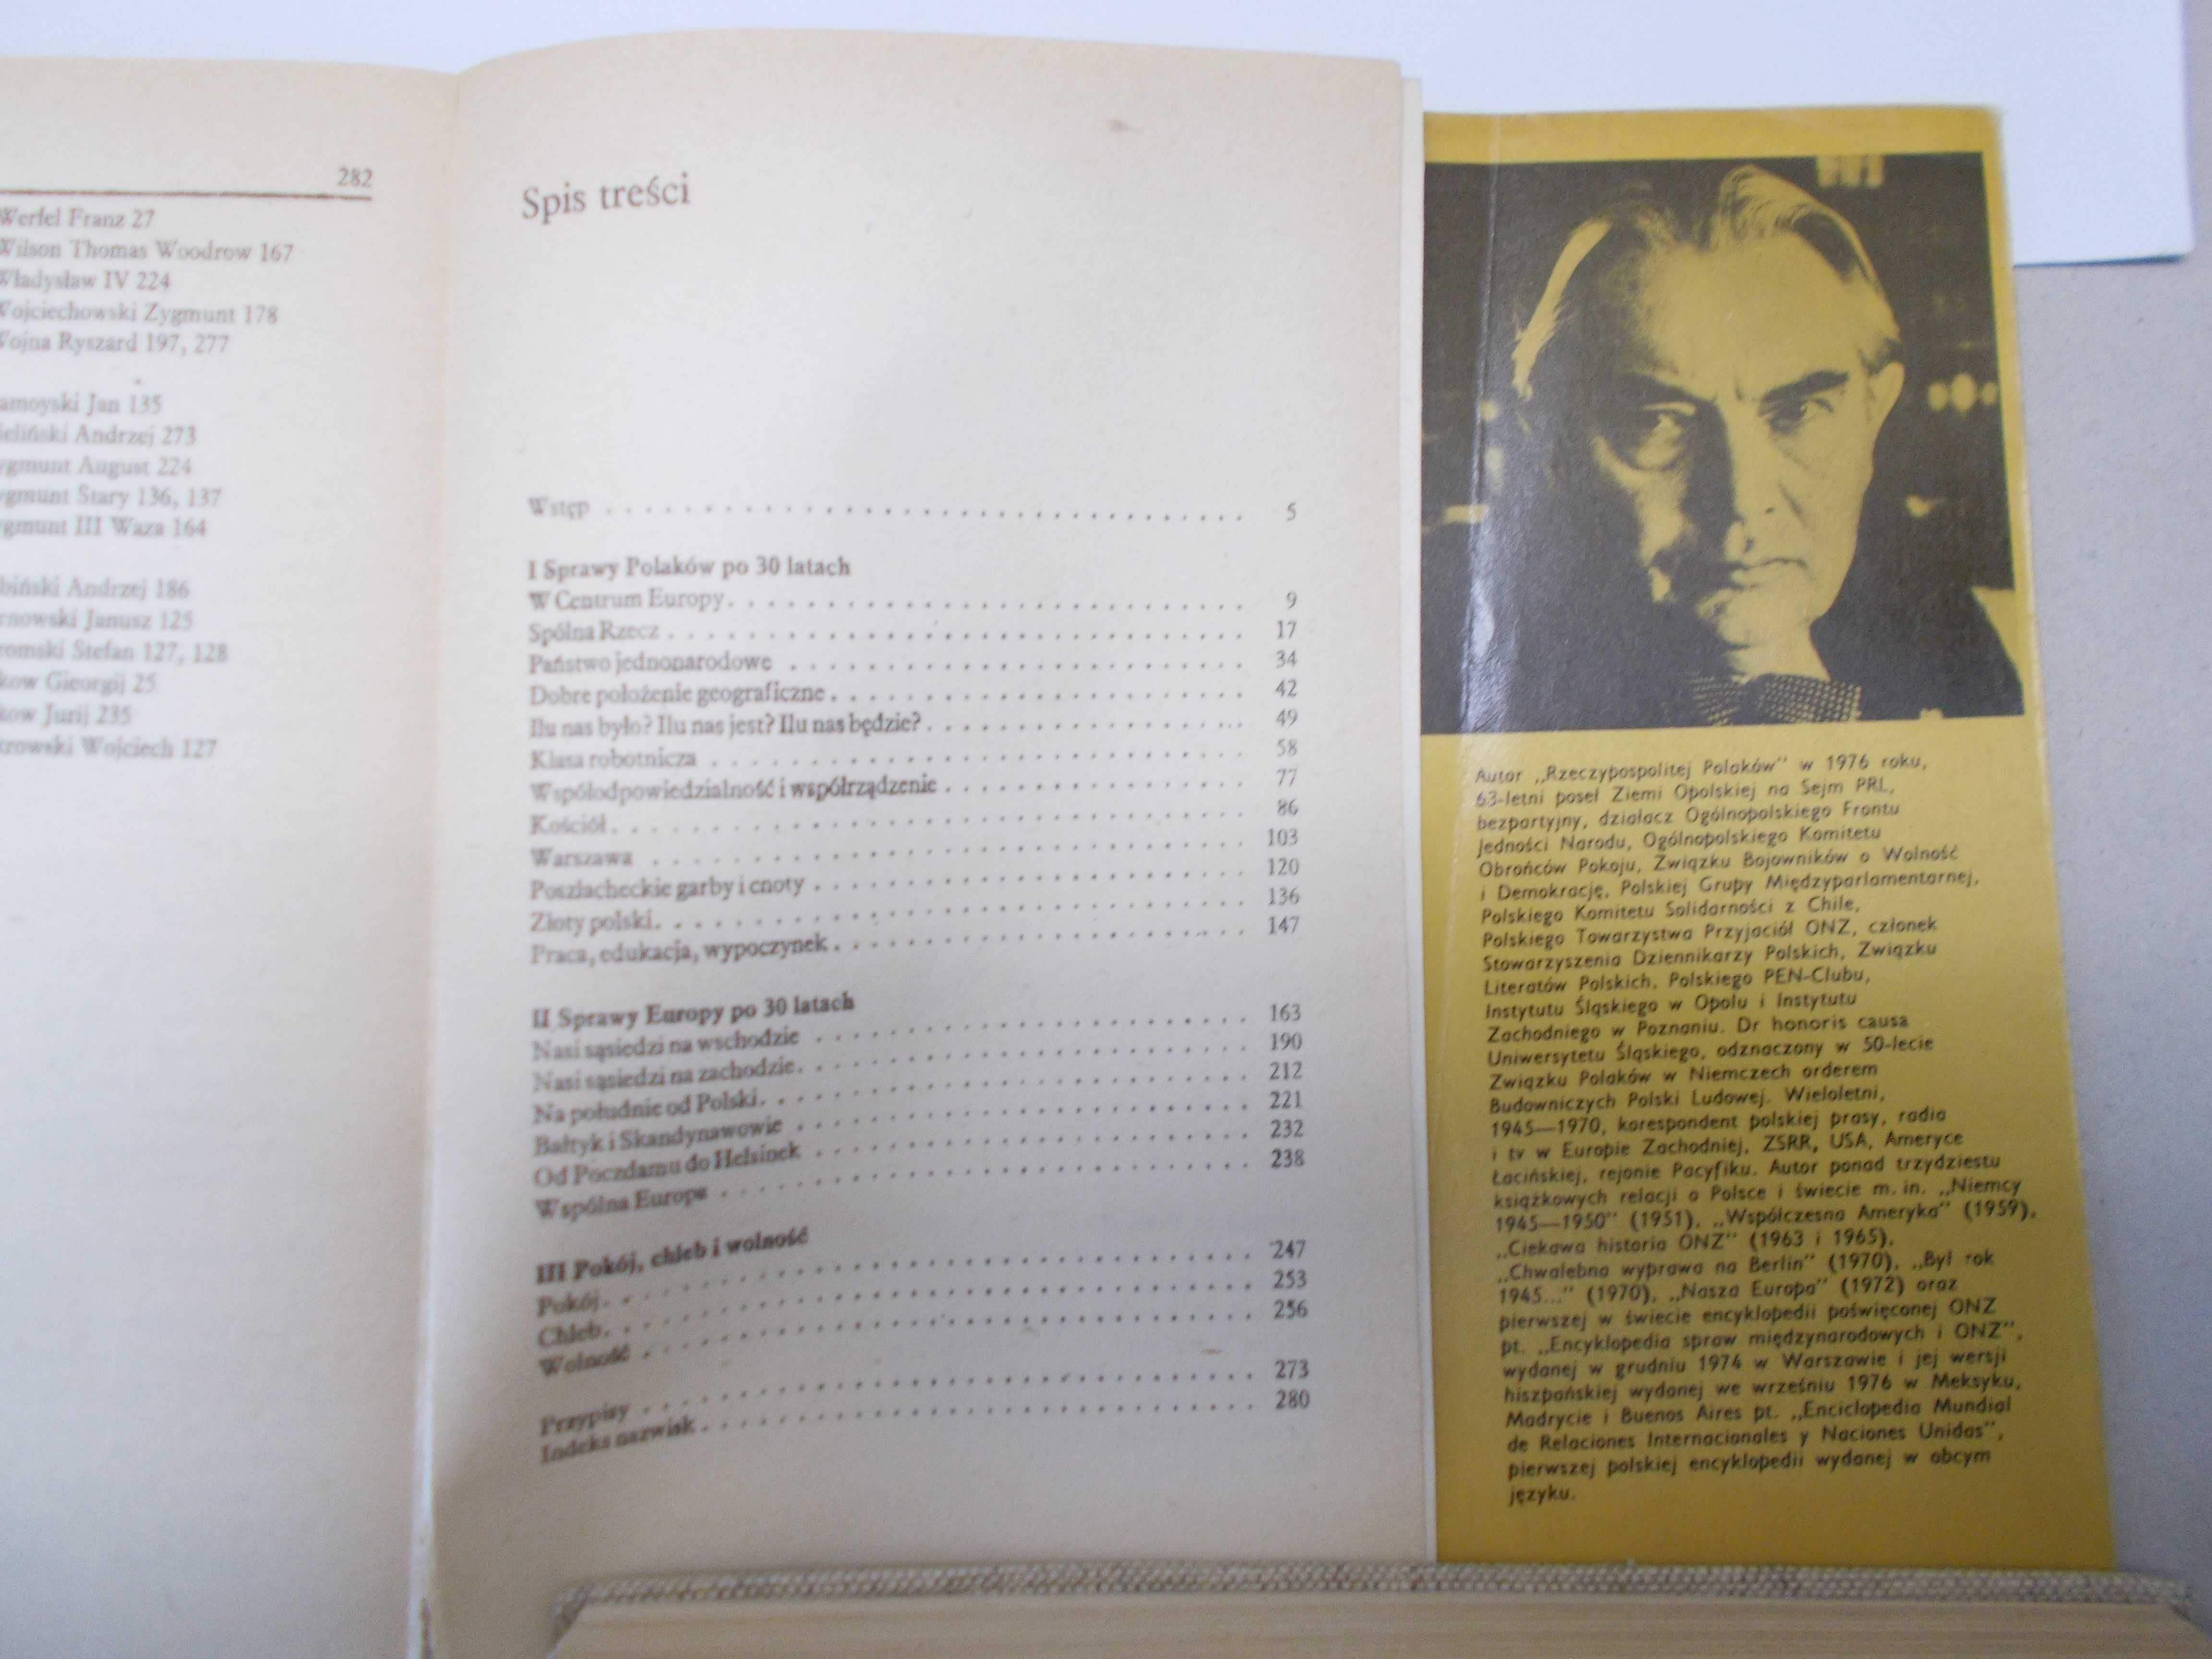 282
Werfel Franz 27
Wilson Thomas Woodrow 167
Władysław IV 224
Wojciechowski Zygmunt 178
Wojna Ryszard 197, 277
amoyski Jan 135
ieliński Andrzej 273
ygmunt August 224
ygmunt Stary 136, 137
ygmunt III Waza 164
biński Andrzej 186
rnowski Janusz 125
romski Stefan 127, 128
kow Gieorgij 25
kow Jurij 235
krowski Wojciech 127
Spis treści
Wstęp . . . . . . . . . . 5
I Sprawy Polaków po 30 latach
W Centrum Europy. . . . . . . . . . 9
Spólna Rzecz . . . . . . . . . . 17
Państwo jednonarodowe . . . . . . . . . . 34
Dobre położenie geograficzne . . . . . . . . . . 42
Ilu nas było? Ilu nas jest? Ilu nas będzie? . . . . . . . . . . 49
Klasa robotnicza . . . . . . . . . . 58
Współodpowiedzialność i współrządzenie . . . . . . . . . . 77
Kościół . . . . . . . . . . 86
Warszawa . . . . . . . . . . 103
Poszlacheckie garby i cnoty . . . . . . . . . . 120
Złoty polski. . . . . . . . . . 136
Praca, edukacja, wypoczynek . . . . . . . . . . 147
II Sprawy Europy po 30 latach
Nasi sąsiedzi na wschodzie . . . . . . . . . . 163
Nasi sąsiedzi na zachodzie. . . . . . . . . . 190
Na południe od Polski. . . . . . . . . . 212
Bałtyk i Skandynawowie . . . . . . . . . . 221
Od Poczdamu do Helsinek . . . . . . . . . . 232
Wspólna Europa . . . . . . . . . . 238
III Pokój, chleb i wolność
Pokój. . . . . . . . . . 247
Chleb. . . . . . . . . . 253
Wolność . . . . . . . . . . 256
Przypisy . . . . . . . . . . 273
Indeks nazwisk . . . . . . . . . . 280
Autor „Rzeczypospolitej Polaków" w 1976 roku,
63-letni poseł Ziemi Opolskiej na Sejm PRL,
bezpartyjny, działacz Ogólnopolskiego Frontu
Jedności Narodu, Ogólnopolskiego Komitetu
Obrońców Pokoju, Związku Bojowników o Wolność
i Demokrację, Polskiej Grupy Międzyparlamentarnej,
Polskiego Komitetu Solidarności z Chile,
Polskiego Towarzystwa Przyjaciół ONZ, członek
Stowarzyszenia Dziennikarzy Polskich, Związku
Literatów Polskich, Polskiego PEN-Clubu,
Instytutu Śląskiego w Opolu i Instytutu
Zachodniego w Poznaniu. Dr honoris causa
Uniwersytetu Śląskiego, odznaczony w 50-lecie
Związku Polaków w Niemczech orderem
Budowniczych Polski Ludowej. Wieloletni,
1945—1970, korespondent polskiej prasy, radia
i tv w Europie Zachodniej, ZSRR, USA, Ameryce
Łacińskiej, rejonie Pacyfiku. Autor ponad trzydziestu
książkowych relacji o Polsce i świecie m. in. „Niemcy
1945—1950" (1951), „Współczesna Ameryka" (1959),
„Ciekawa historia ONZ" (1963 i 1965),
„Chwalebna wyprawa na Berlin" (1970), „Był rok
1945..." (1970), „Nasza Europa" (1972) oraz
pierwszej w świecie encyklopedii poświęconej ONZ
pt. „Encyklopedia spraw międzynarodowych i ONZ",
wydanej w grudniu 1974 w Warszawie i jej wersji
hiszpańskiej wydanej we wrześniu 1976 w Meksyku,
Madrycie i Buenos Aires pt. „Enciclopedia Mundial
de Relaciones Internacionales y Naciones Unidas",
pierwszej polskiej encyklopedii wydanej w obcym
języku.